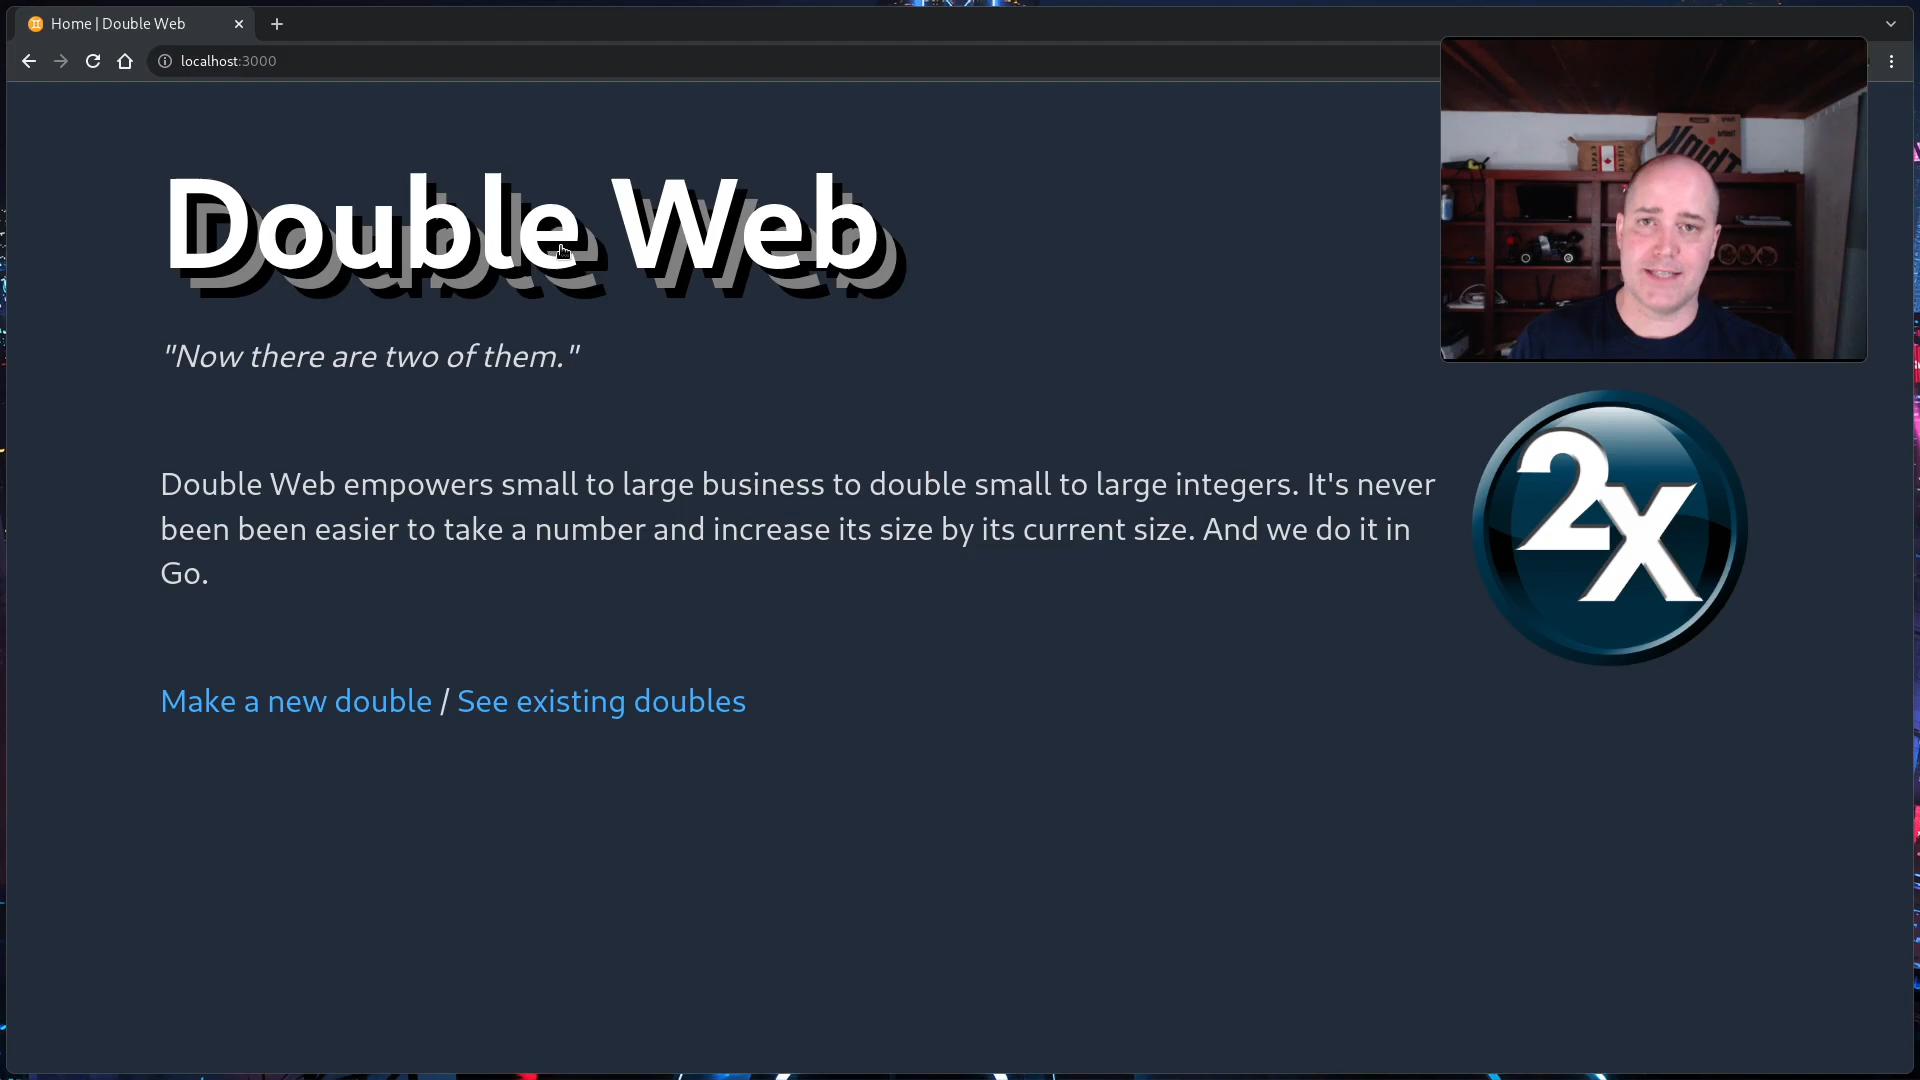 Home | Double Web
localhost:3000
Double Web
"Now there are two of them."
Double Web empowers small to large business to double small to large integers. It's never
been been easier to take a number and increase its size by its current size. And we do it in
Go.
2x
Make a new double / See existing doubles